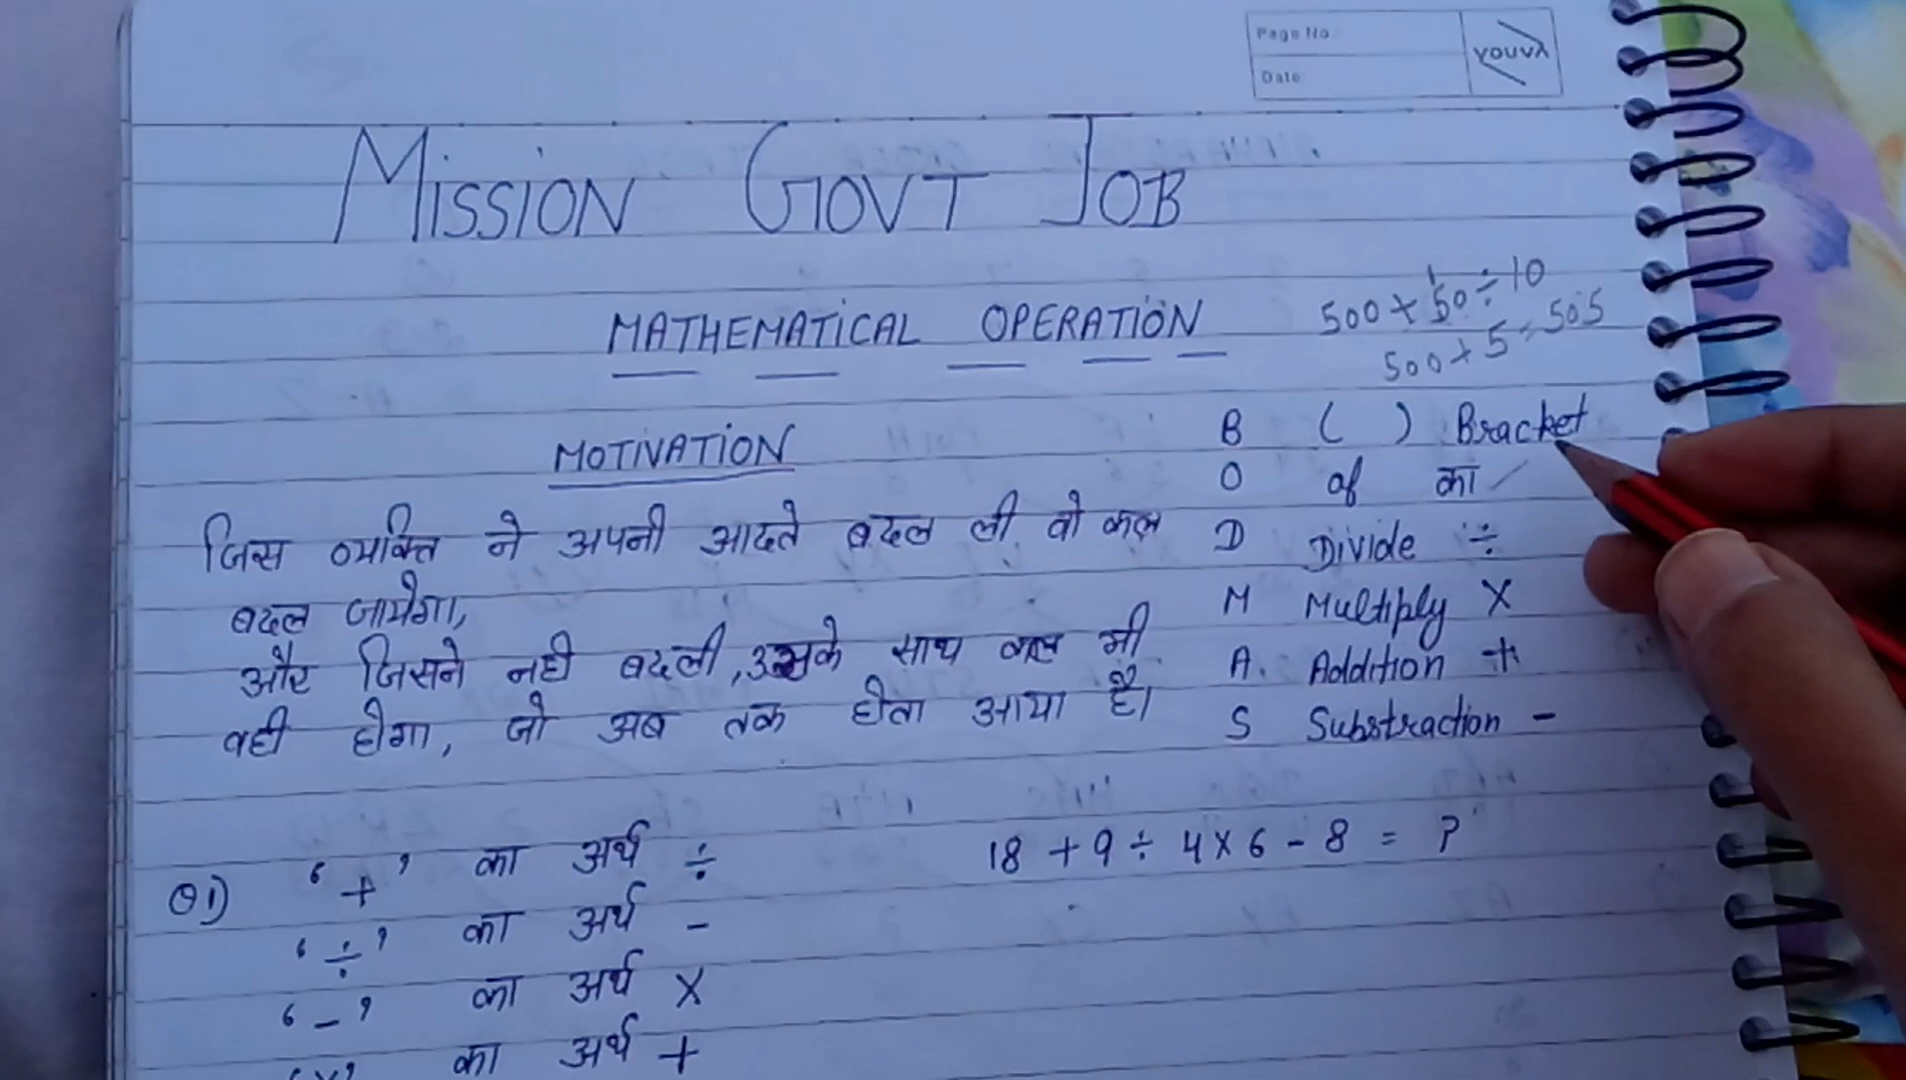 Page No.
Date
YOUVA
MISSION GOVT JOB
MATHEMATICAL OPERATION
500 + 50 ÷ 10
500 + 5 = 505
MOTIVATION
जिस व्यक्ति ने अपनी आदते बदल ली वो कल
बदल जायेगा,
और जिसने नही बदली, उसके साथ कल भी
वही होगा, जो अब तक होता आया है।
B ( ) Bracket
O of का
D Divide ÷
M Multiply X
A. Addition +
S Substraction -
Q1) ‘+’ का अर्थ ÷
‘÷’ का अर्थ -
‘-’ का अर्थ X
‘X’ का अर्थ +
18 + 9 ÷ 4 X 6 - 8 = ?